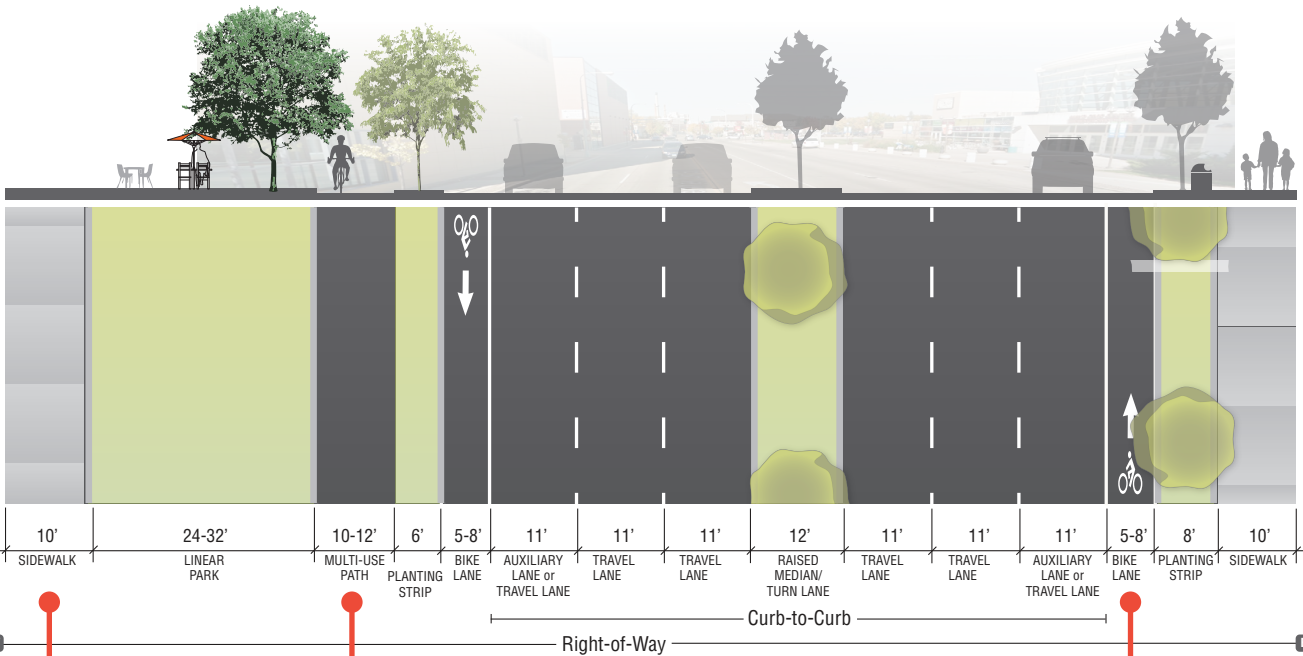 10’
24-32’
10-12’
6’
5-8’
11’
11’
11’
12’
11’
11’
11’
5-8’
8’
10’
SIDEWALK
LINEAR
PARK
MULTI-USE
PATH
PLANTING
STRIP
BIKE
LANE
AUXILIARY
LANE or
TRAVEL LANE
TRAVEL
LANE
TRAVEL
LANE
RAISED
MEDIAN/
TURN LANE
TRAVEL
LANE
TRAVEL
LANE
AUXILIARY
LANE or
TRAVEL LANE
BIKE
LANE
PLANTING
STRIP
SIDEWALK
Curb-to-Curb
Right-of-Way